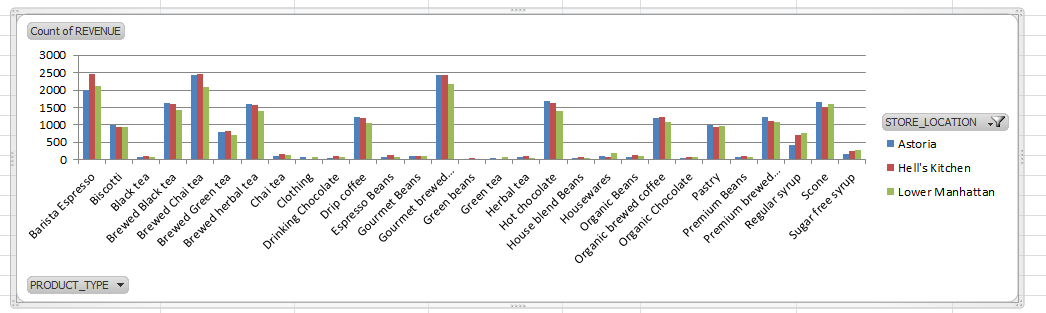 Count of REVENUE
3000
2500
2000
1500
1000
500
0
Barista Espresso
Biscotti
Black tea
Brewed Black tea
Brewed Chai tea
Brewed Green tea
Brewed herbal tea
Chai tea
Clothing
Drinking Chocolate
Drip coffee
Espresso Beans
Gourmet Beans
Gourmet brewed...
Green beans
Green tea
Herbal tea
Hot chocolate
House blend Beans
Housewares
Organic Beans
Organic brewed coffee
Organic Chocolate
Pastry
Premium Beans
Premium brewed...
Regular syrup
Scone
Sugar free syrup
STORE_LOCATION
Astoria
Hell's Kitchen
Lower Manhattan
PRODUCT_TYPE